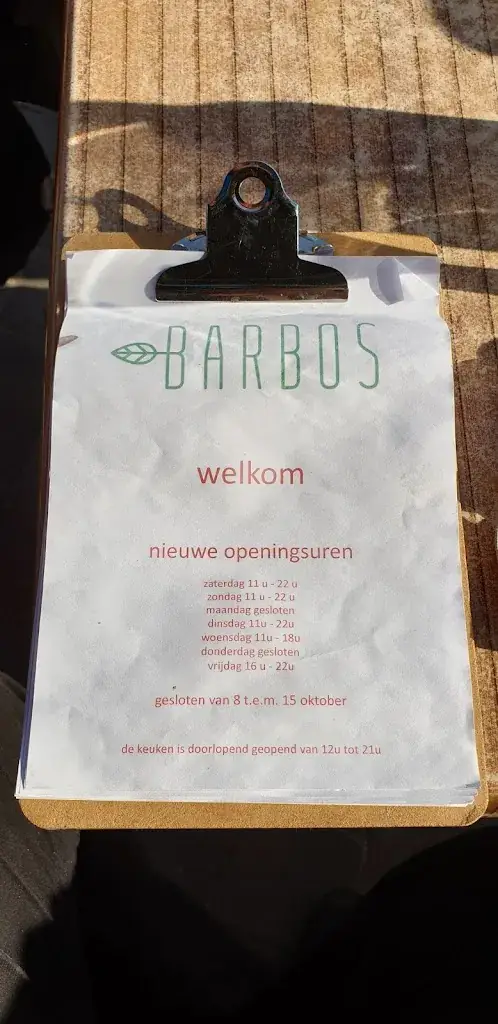 BARBOS
welkom
nieuwe openingsuren
zaterdag 11 u - 22 u
zondag 11 u - 22 u
maandag gesloten
dinsdag 11u - 22u
woensdag 11u - 18u
donderdag gesloten
vrijdag 16 u - 22u
gesloten van 8 t.e.m. 15 oktober
de keuken is doorlopend geopend van 12u tot 21u